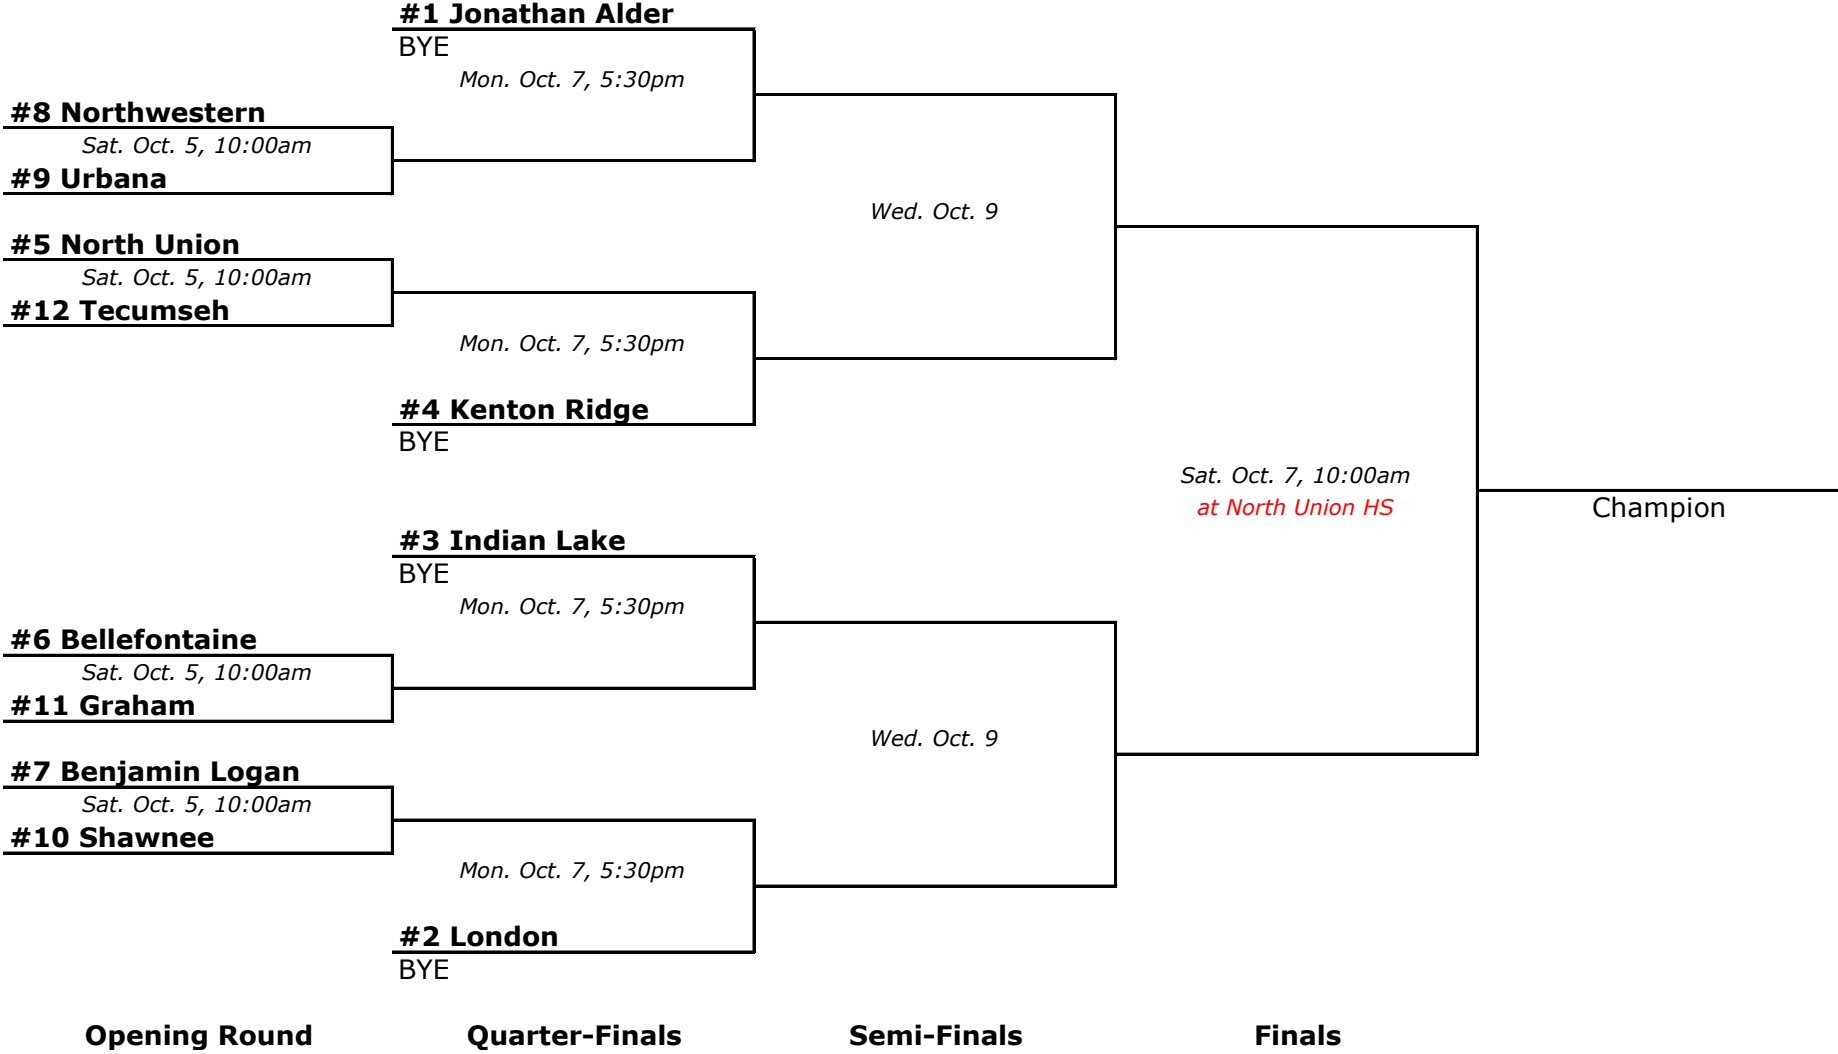 #1 Jonathan Alder
BYE
Mon. Oct. 7, 5:30pm
#8 Northwestern
Sat. Oct. 5, 10:00am
#9 Urbana
Wed. Oct. 9
#5 North Union
Sat. Oct. 5, 10:00am
#12 Tecumseh
Mon. Oct. 7, 5:30pm
#4 Kenton Ridge
BYE
Sat. Oct. 7, 10:00am
at North Union HS
Champion
#3 Indian Lake
BYE
Mon. Oct. 7, 5:30pm
#6 Bellefontaine
Sat. Oct. 5, 10:00am
#11 Graham
Wed. Oct. 9
#7 Benjamin Logan
Sat. Oct. 5, 10:00am
#10 Shawnee
Mon. Oct. 7, 5:30pm
#2 London
BYE
Opening Round Quarter-Finals Semi-Finals Finals